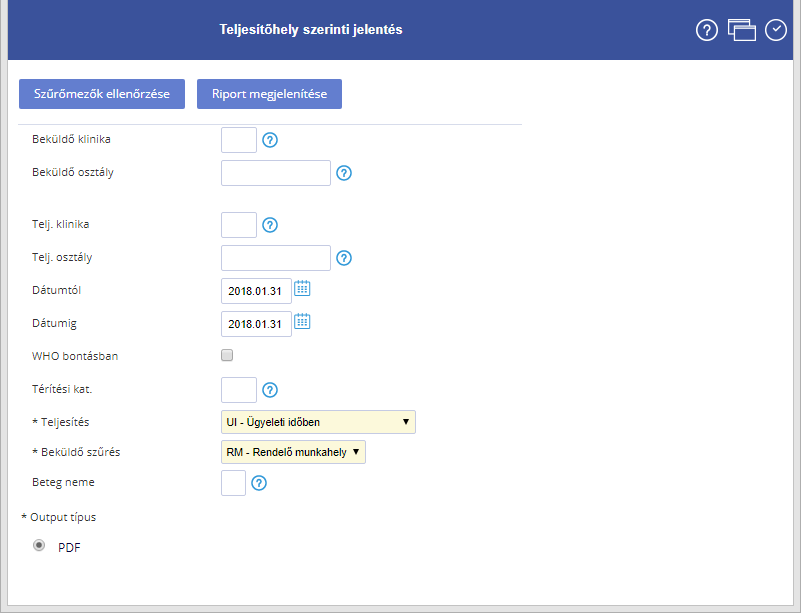 Teljesítőhely szerinti jelentés
Szűrőmezők ellenőrzése
Riport megjelenítése
Beküldő klinika
Beküldő osztály
Telj. klinika
Telj. osztály
Dátumtól 2018.01.31
Dátumig 2018.01.31
WHO bontásban
Térítési kat.
* Teljesítés UI - Ügyeleti időben
* Beküldő szűrés RM - Rendelő munkahely
Beteg neme
* Output típus
PDF